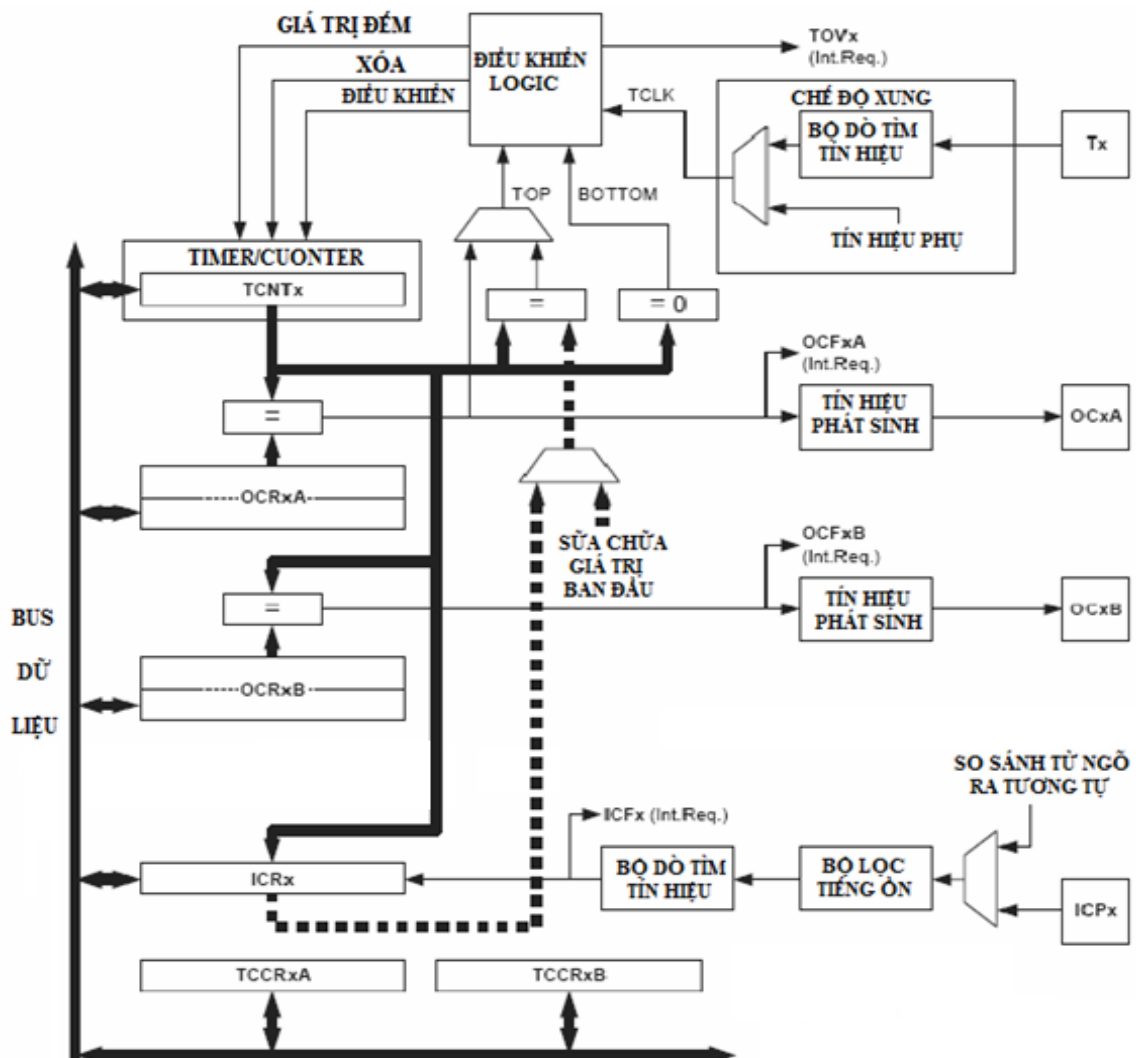 GIÁ TRỊ ĐẾM
XÓA
ĐIỀU KHIỂN
ĐIỀU KHIỂN
LOGIC
TOVx
(Int.Req.)
TCLK
CHẾ ĐỘ XUNG
BỘ DÒ TÌM
TÍN HIỆU
Tx
TÍN HIỆU PHỤ
TOP
BOTTOM
TIMER/CUONTER
TCNTx
=
= 0
OCFxA
(Int.Req.)
=
TÍN HIỆU
PHÁT SINH
OCxA
OCRxA
SỮA CHỮA
GIÁ TRỊ
BAN ĐẦU
OCFxB
(Int.Req.)
=
TÍN HIỆU
PHÁT SINH
OCxB
BUS
DỮ
LIỆU
OCRxB
SO SÁNH TỪ NGÕ
RA TƯƠNG TỰ
ICFx (Int.Req.)
ICRx
BỘ DÒ TÌM
TÍN HIỆU
BỘ LỌC
TIẾNG ỒN
ICPx
TCCRxA
TCCRxB